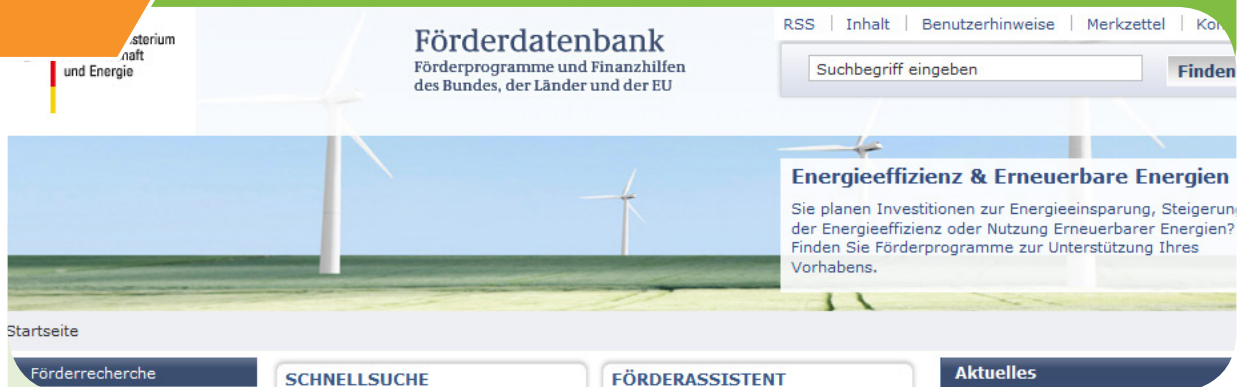 und Energie
Förderdatenbank
Förderprogramme und Finanzhilfen
des Bundes, der Länder und der EU
RSS | Inhalt | Benutzerhinweise | Merkzettel |
Suchbegriff eingeben
Finden
Energieeffizienz & Erneuerbare Energien
Sie planen Investitionen zur Energieeinsparung, Steigerung
der Energieeffizienz oder Nutzung Erneuerbarer Energien?
Finden Sie Förderprogramme zur Unterstützung Ihres
Vorhabens.
Startseite
Förderrecherche
SCHNELLSUCHE
FÖRDERASSISTENT
Aktuelles